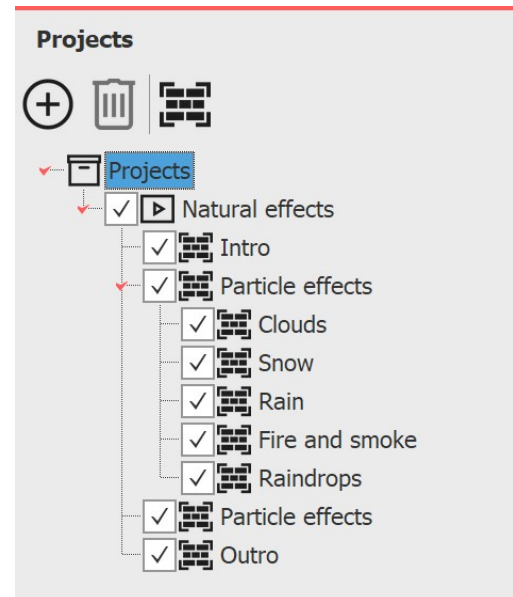 Projects
Projects
Natural effects
Intro
Particle effects
Clouds
Snow
Rain
Fire and smoke
Raindrops
Particle effects
Outro